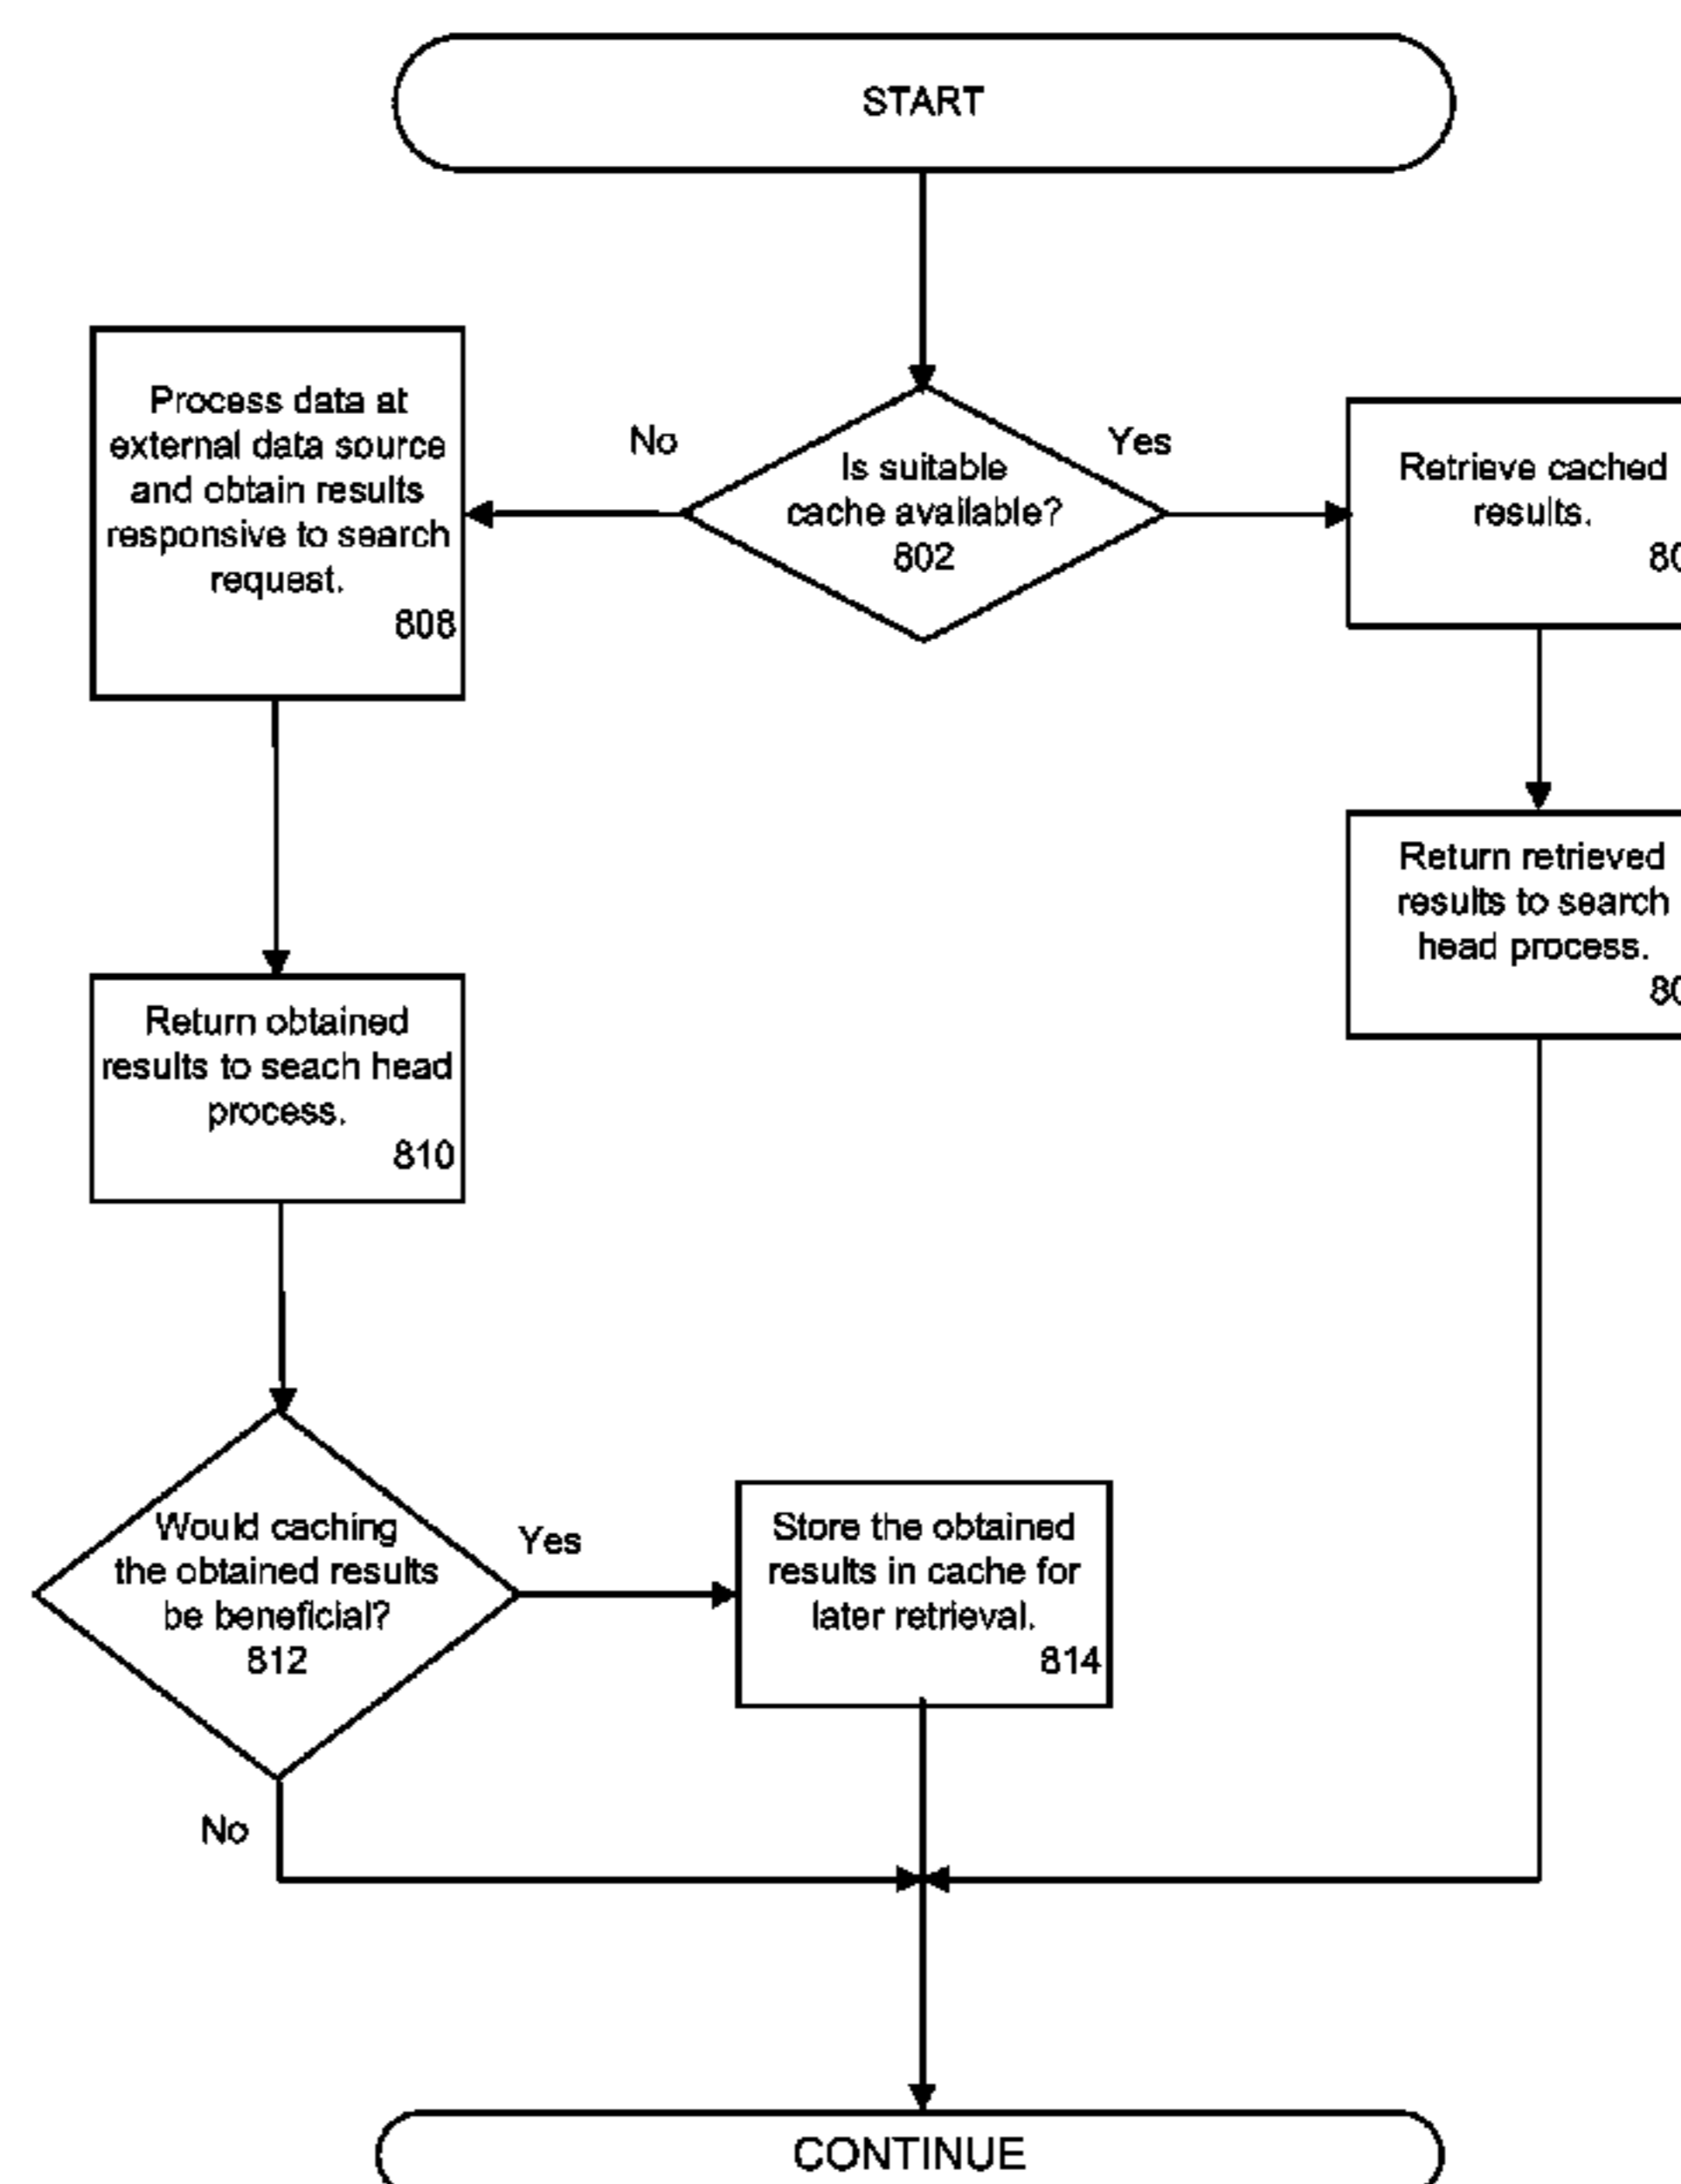 START
No
Yes
Process data at
external data source
and obtain results
responsive to search
request.
808
Is suitable
cache available?
802
Retrieve cached
results.
Return retrieved
results to search
head process.
Return obtained
results to seach head
process.
810
Would caching
the obtained results
be beneficial?
812
Yes
Store the obtained
results in cache for
later retrieval.
814
No
CONTINUE